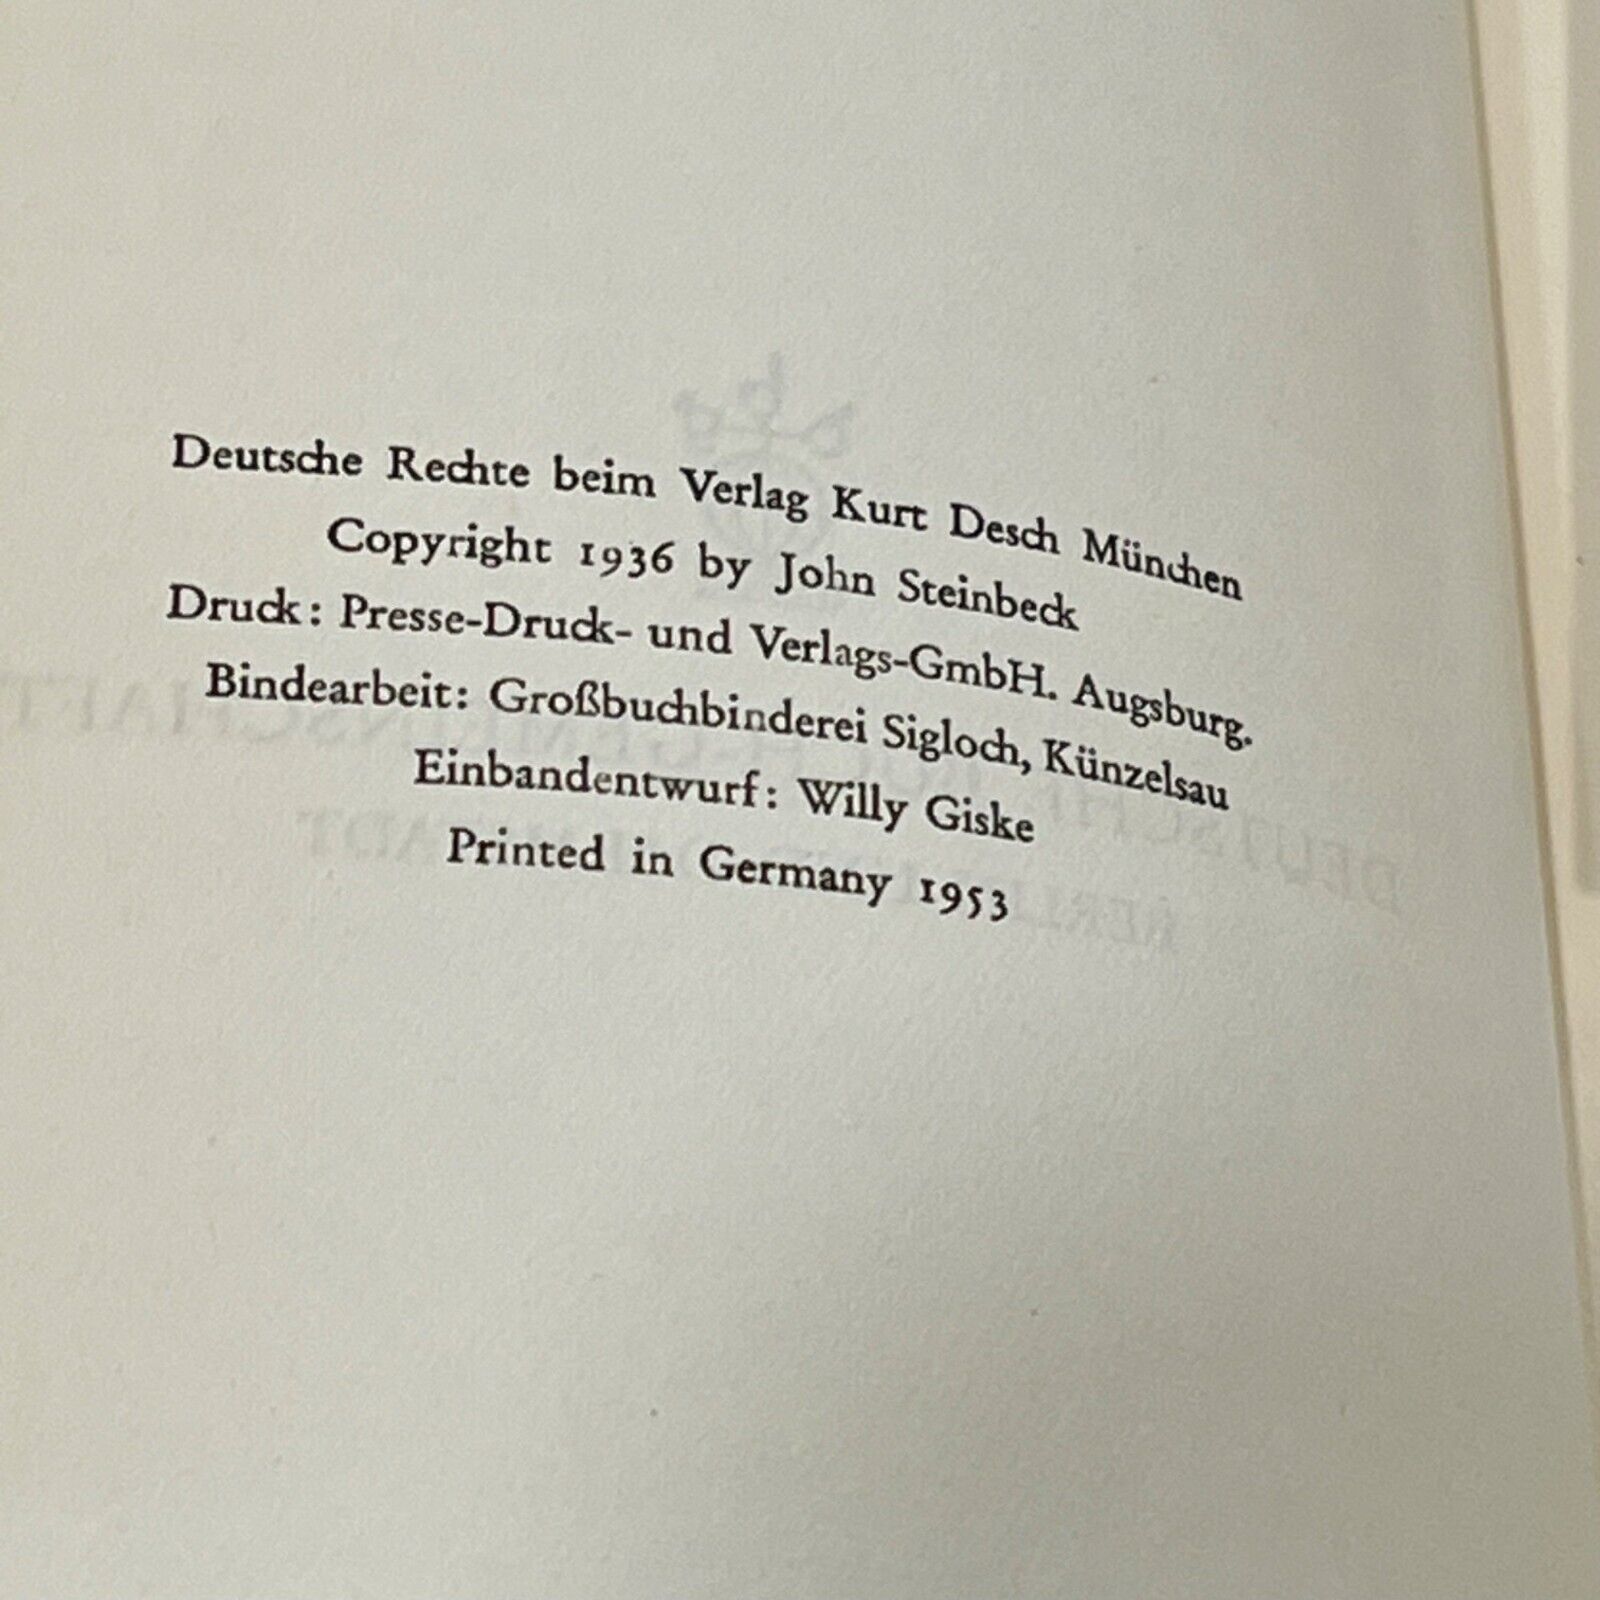 Deutsche Rechte beim Verlag Kurt Desch München
Copyright 1936 by John Steinbeck
Druck: Presse-Druck- und Verlags-GmbH. Augsburg.
Bindearbeit: Großbuchbinderei Sigloch, Künzelsau
Einbandentwurf: Willy Giske
Printed in Germany 1953